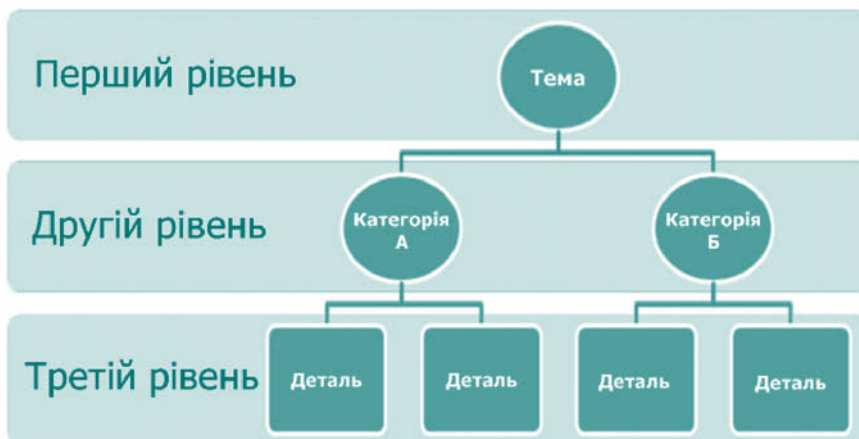 Перший рівень
Тема
Другій рівень
Категорія
А
Категорія
Б
Третій рівень
Деталь
Деталь
Деталь
Деталь